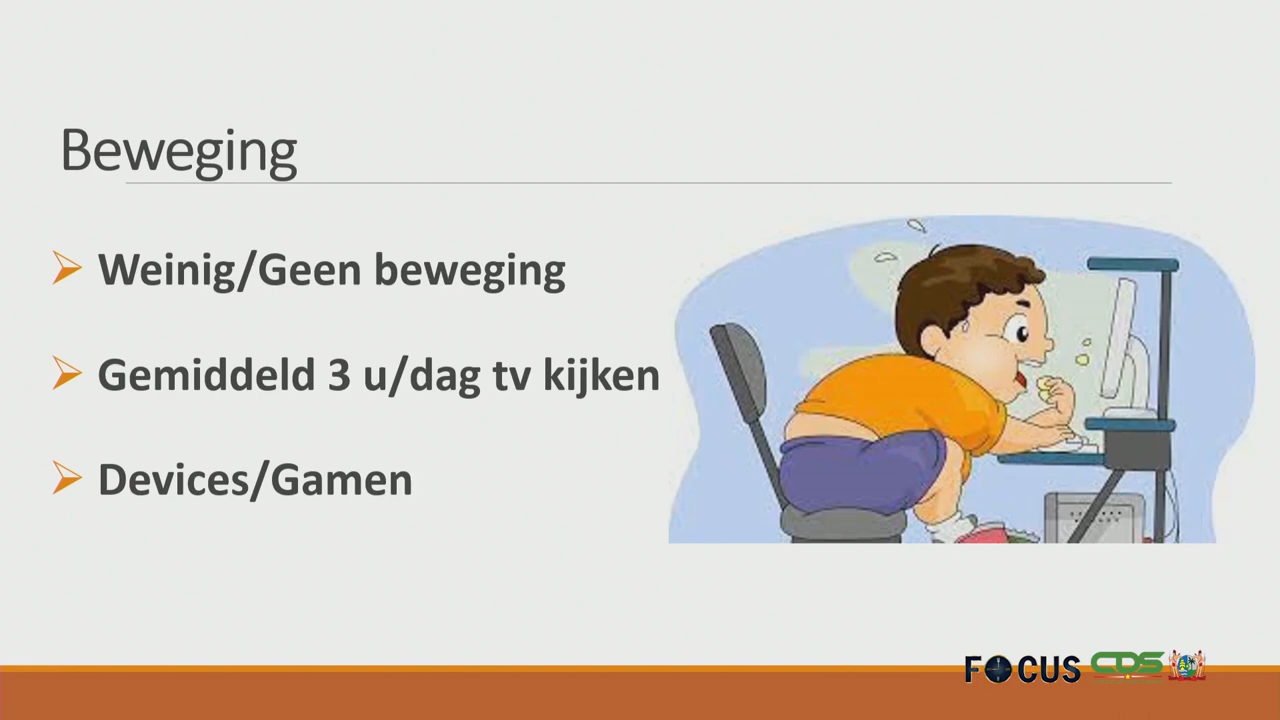 Beweging
Weinig/Geen beweging
Gemiddeld 3 u/dag tv kijken
Devices/Gamen
FOCUS CDS